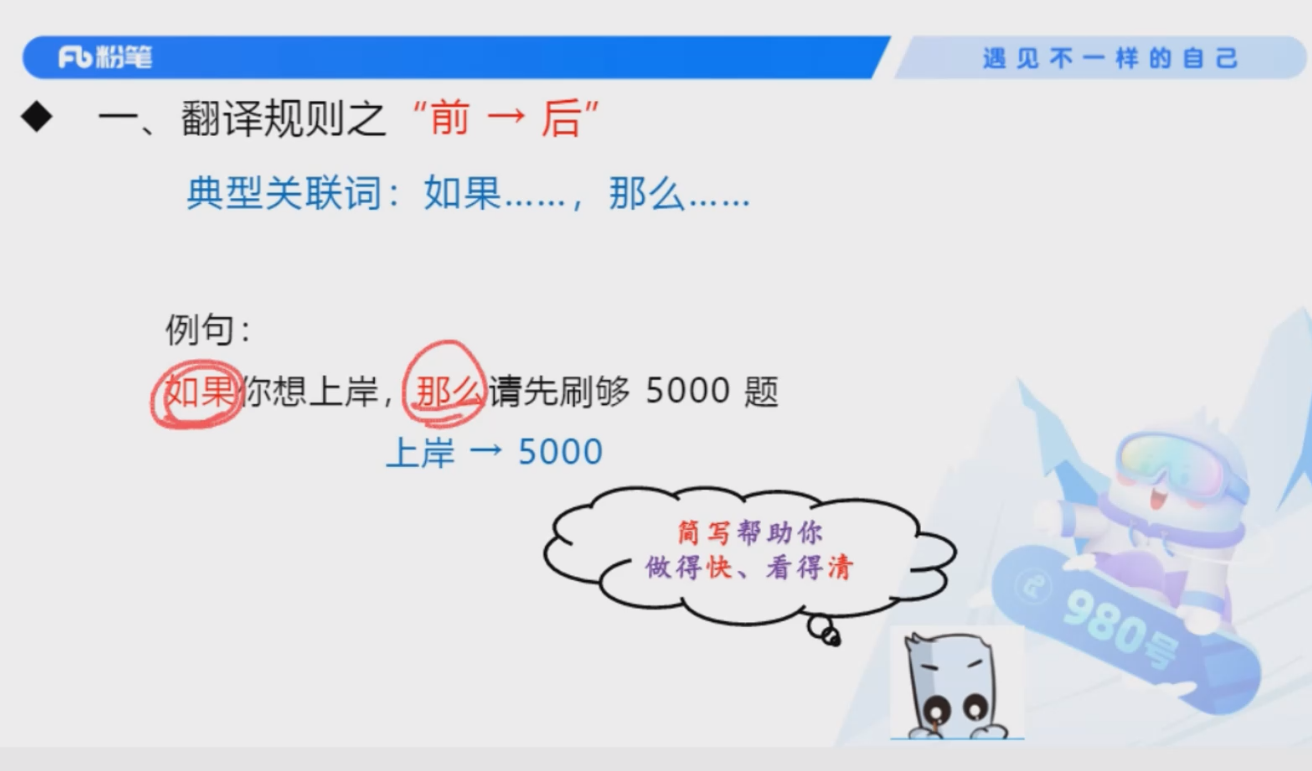 粉笔
遇见不一样的自己
◆ 一、翻译规则之“前 → 后”
典型关联词：如果……，那么……
例句：
如果你想上岸，那么请先刷够 5000 题
上岸 → 5000
简写帮助你
做得快、看得清
980号